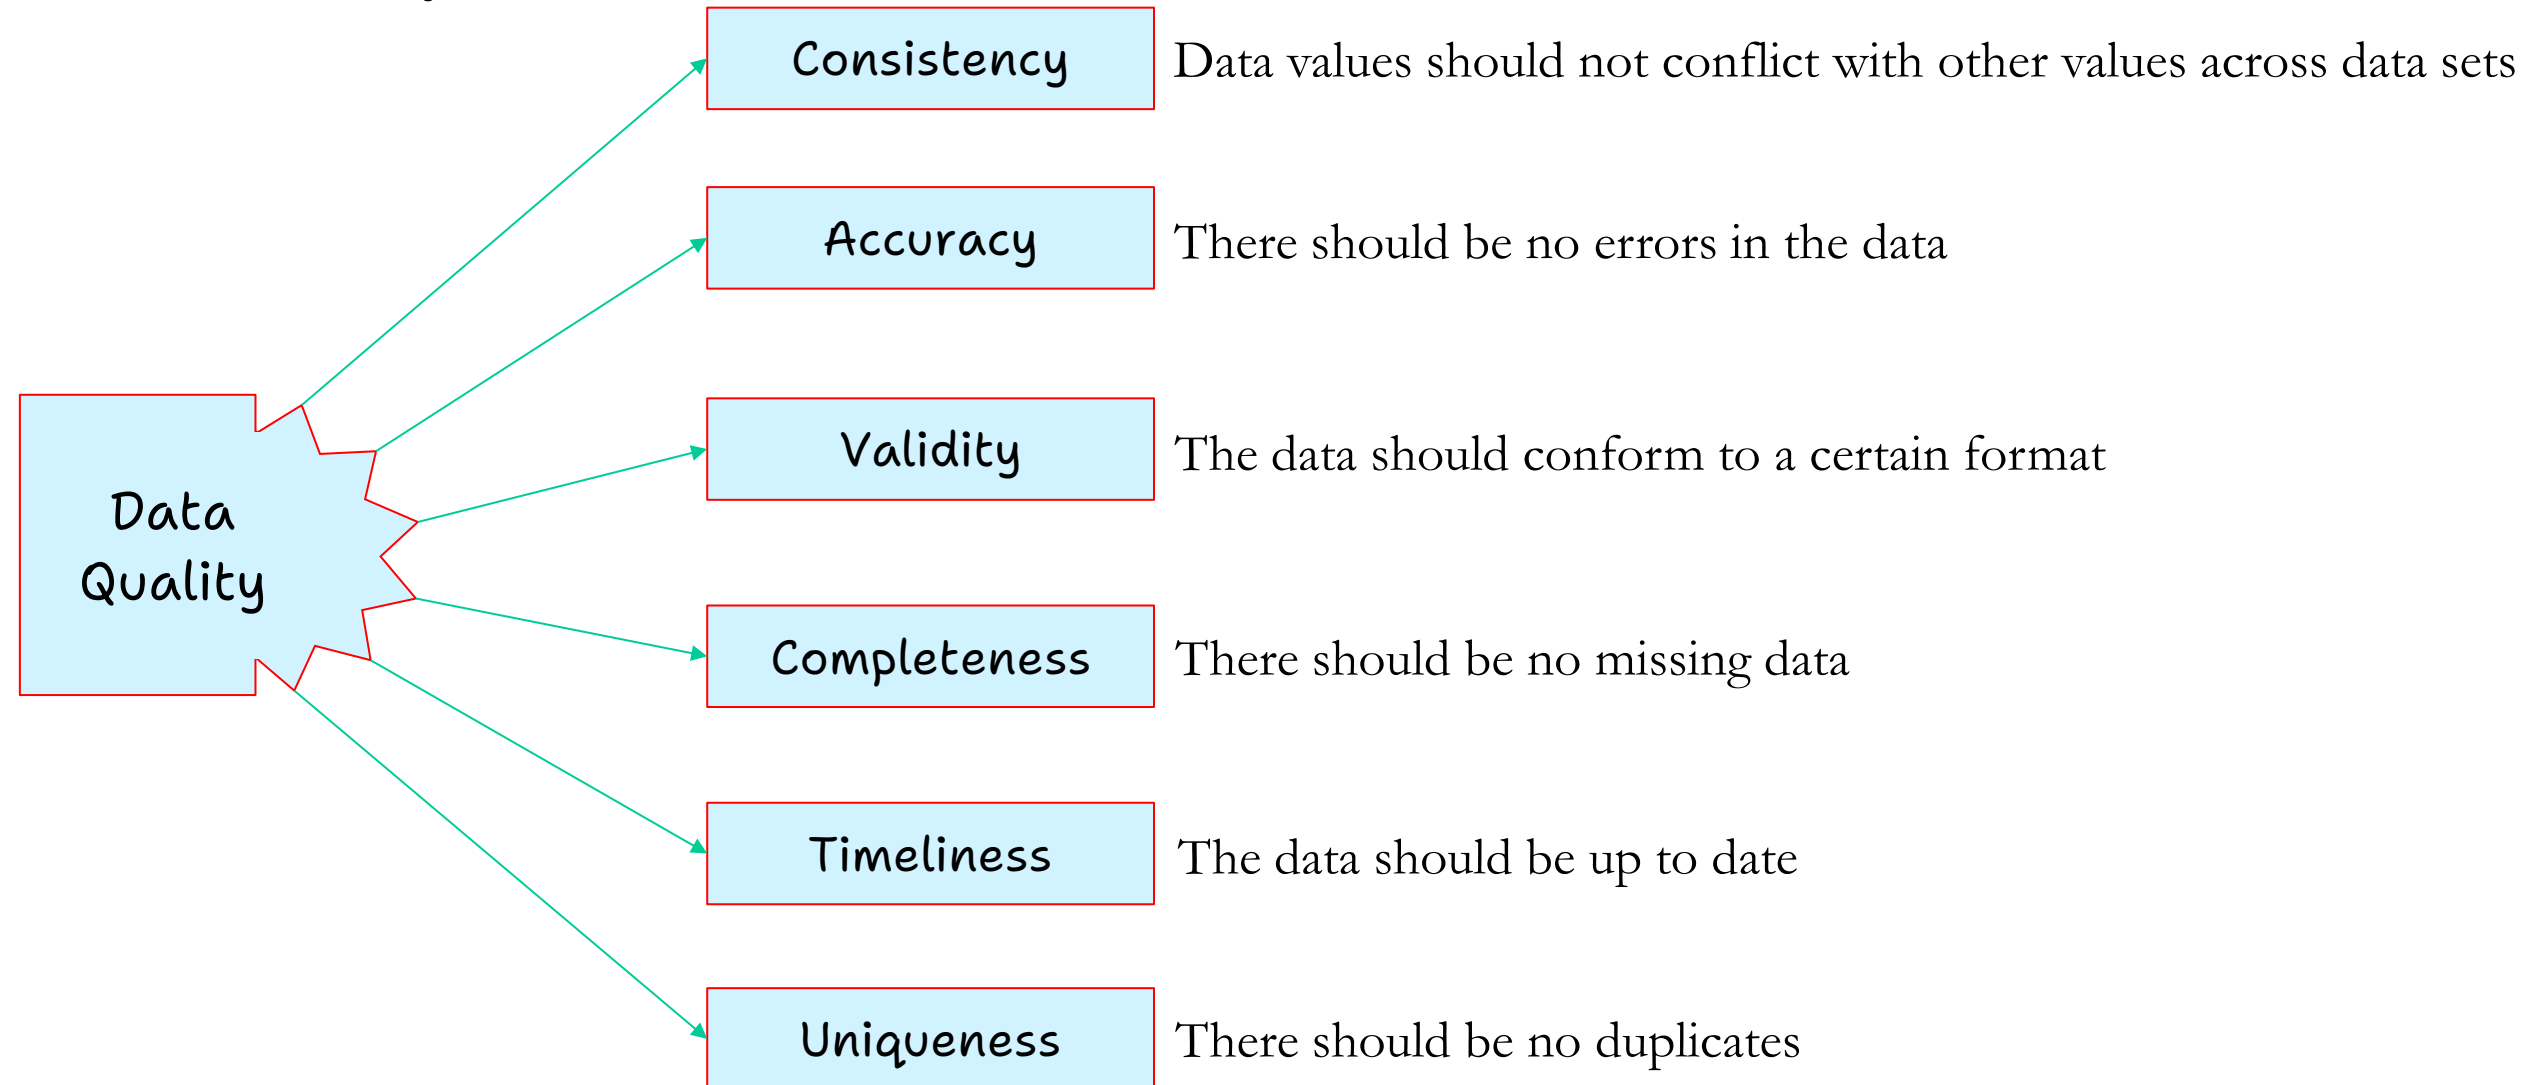 Consistency
Data values should not conflict with other values across data sets
Accuracy
There should be no errors in the data
Validity
The data should conform to a certain format
Data
Quality
Completeness
There should be no missing data
Timeliness
The data should be up to date
Uniqueness
There should be no duplicates